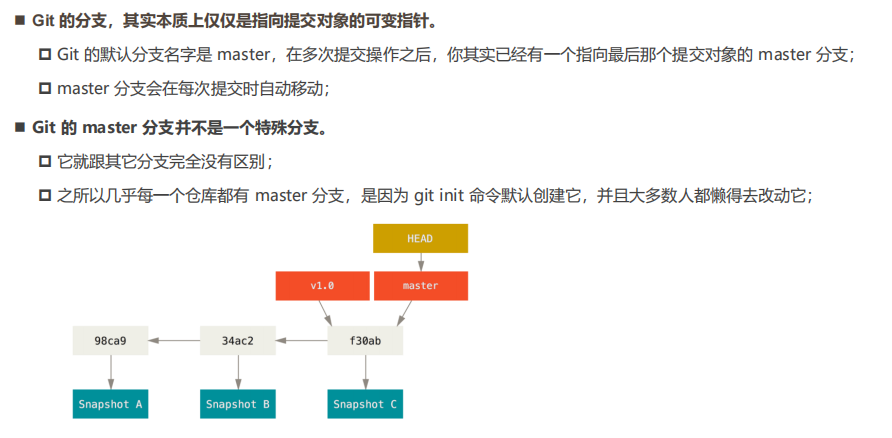 Git 的分支，其实本质上仅仅是指向提交对象的可变指针。
Git 的默认分支名字是 master，在多次提交操作之后，你其实已经有一个指向最后那个提交对象的 master 分支；
master 分支会在每次提交时自动移动；
Git 的 master 分支并不是一个特殊分支。
它就跟其它分支完全没有区别；
之所以几乎每一个仓库都有 master 分支，是因为 git init 命令默认创建它，并且大多数人都懒得去改动它；
HEAD
v1.0 master
98ca9 34ac2 f30ab
Snapshot A Snapshot B Snapshot C